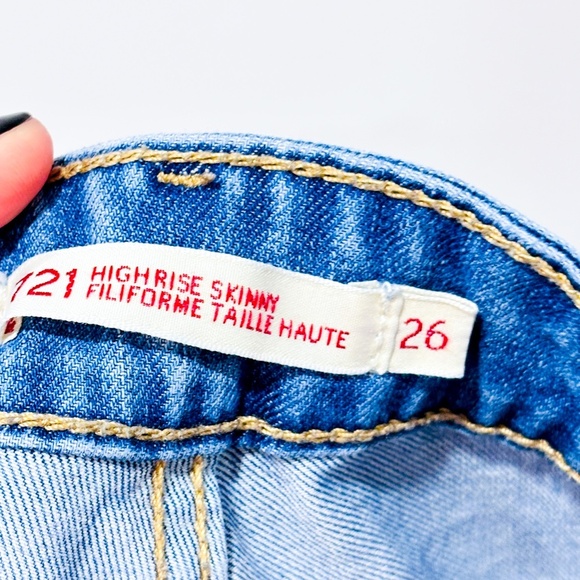 721
HIGH RISE SKINNY
FILIFORME TAILLE HAUTE
26